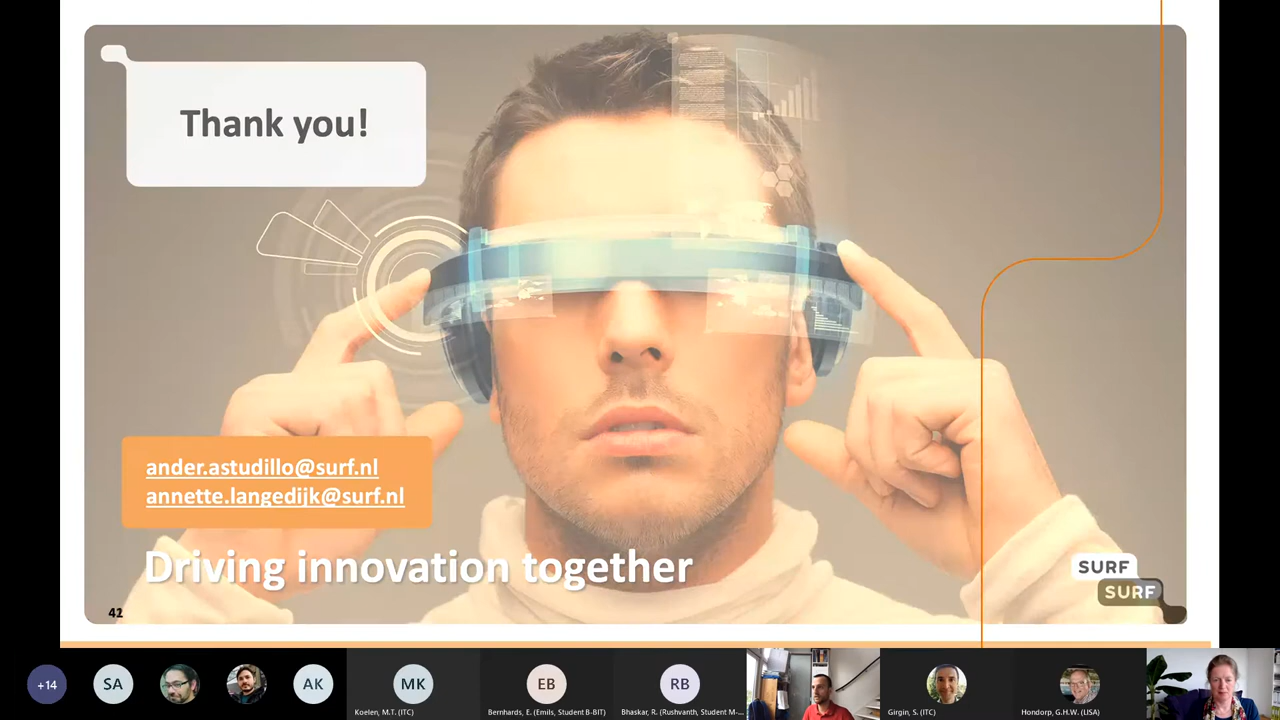 Thank you!
ander.astudillo@surf.nl
annette.langedijk@surf.nl
Driving innovation together
SURF
SURF
+14
SA
AK
MK
EB
RB
Koelen, M.T. (ITC)
Bernhards, E. (Emils, Student B-BIT)
Bhaskar, R. (Rushvanth, Student M-...
Girgin, S. (ITC)
Hondorp, G.H.W. (LISA)